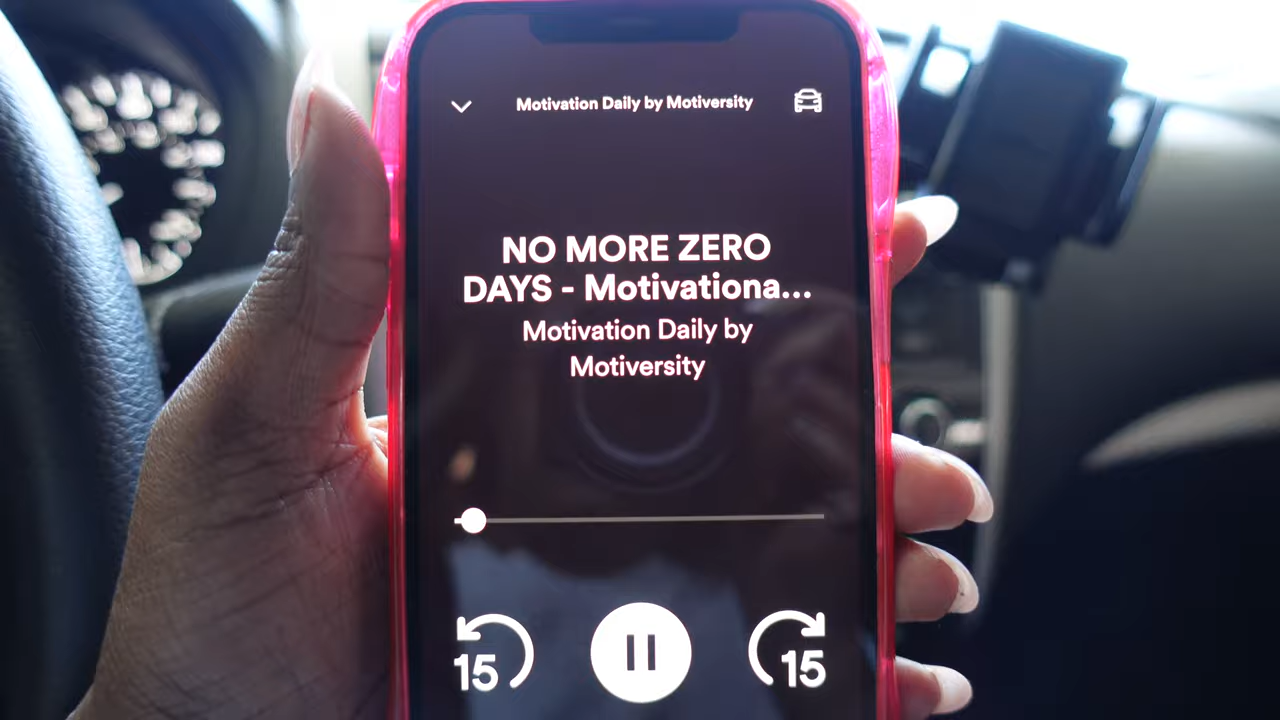 Motivation Daily by Motiversity
NO MORE ZERO
DAYS - Motivationa...
Motivation Daily by
Motiversity
15
15